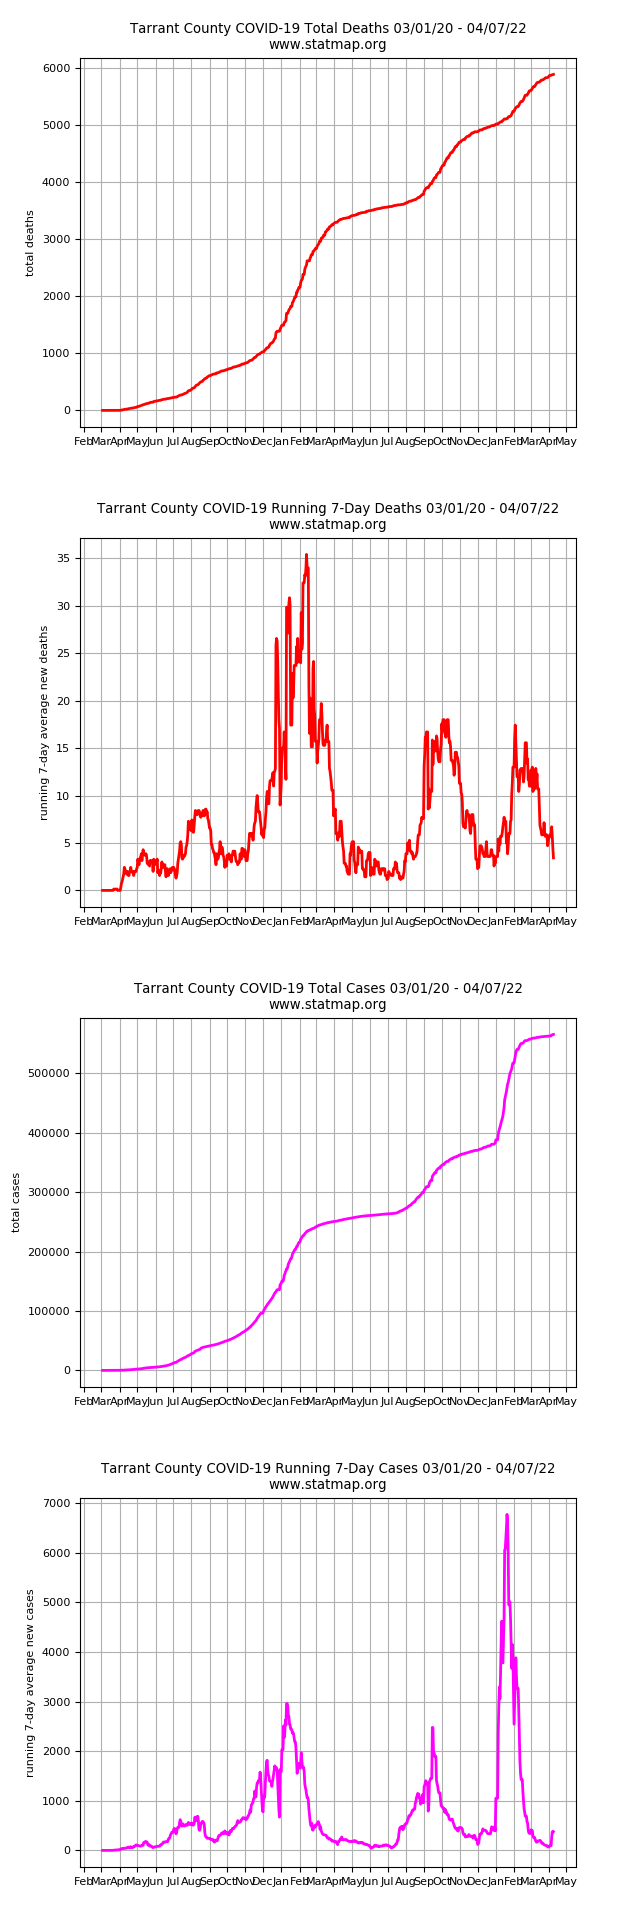 Tarrant County COVID-19 Total Deaths 03/01/20 - 04/07/22
www.statmap.org
6000
5000
4000
3000
2000
1000
0
total deaths
Feb Mar Apr May Jun Jul Aug Sep Oct Nov Dec Jan Feb Mar Apr May Jun Jul Aug Sep Oct Nov Dec Jan Feb Mar Apr May
Tarrant County COVID-19 Running 7-Day Deaths 03/01/20 - 04/07/22
www.statmap.org
35
30
25
20
15
10
5
0
running 7-day average new deaths
Feb Mar Apr May Jun Jul Aug Sep Oct Nov Dec Jan Feb Mar Apr May Jun Jul Aug Sep Oct Nov Dec Jan Feb Mar Apr May
Tarrant County COVID-19 Total Cases 03/01/20 - 04/07/22
www.statmap.org
500000
400000
300000
200000
100000
0
total cases
Feb Mar Apr May Jun Jul Aug Sep Oct Nov Dec Jan Feb Mar Apr May Jun Jul Aug Sep Oct Nov Dec Jan Feb Mar Apr May
Tarrant County COVID-19 Running 7-Day Cases 03/01/20 - 04/07/22
www.statmap.org
7000
6000
5000
4000
3000
2000
1000
0
running 7-day average new cases
Feb Mar Apr May Jun Jul Aug Sep Oct Nov Dec Jan Feb Mar Apr May Jun Jul Aug Sep Oct Nov Dec Jan Feb Mar Apr May